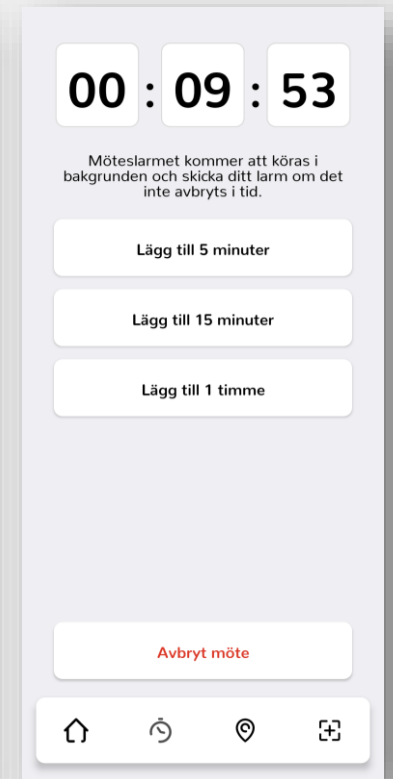 00 : 09 : 53
Möteslarmet kommer att köras i
bakgrunden och skicka ditt larm om det
inte avbryts i tid.
Lägg till 5 minuter
Lägg till 15 minuter
Lägg till 1 timme
Avbryt möte